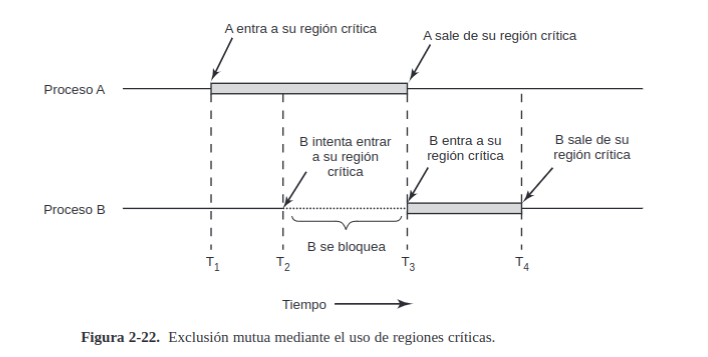 A entra a su región crítica
A sale de su región crítica
Proceso A
B intenta entrar
a su región
crítica
B entra a su
región crítica
B sale de su
región crítica
Proceso B
B se bloquea
T1
T2
T3
T4
Tiempo
Figura 2-22. Exclusión mutua mediante el uso de regiones críticas.